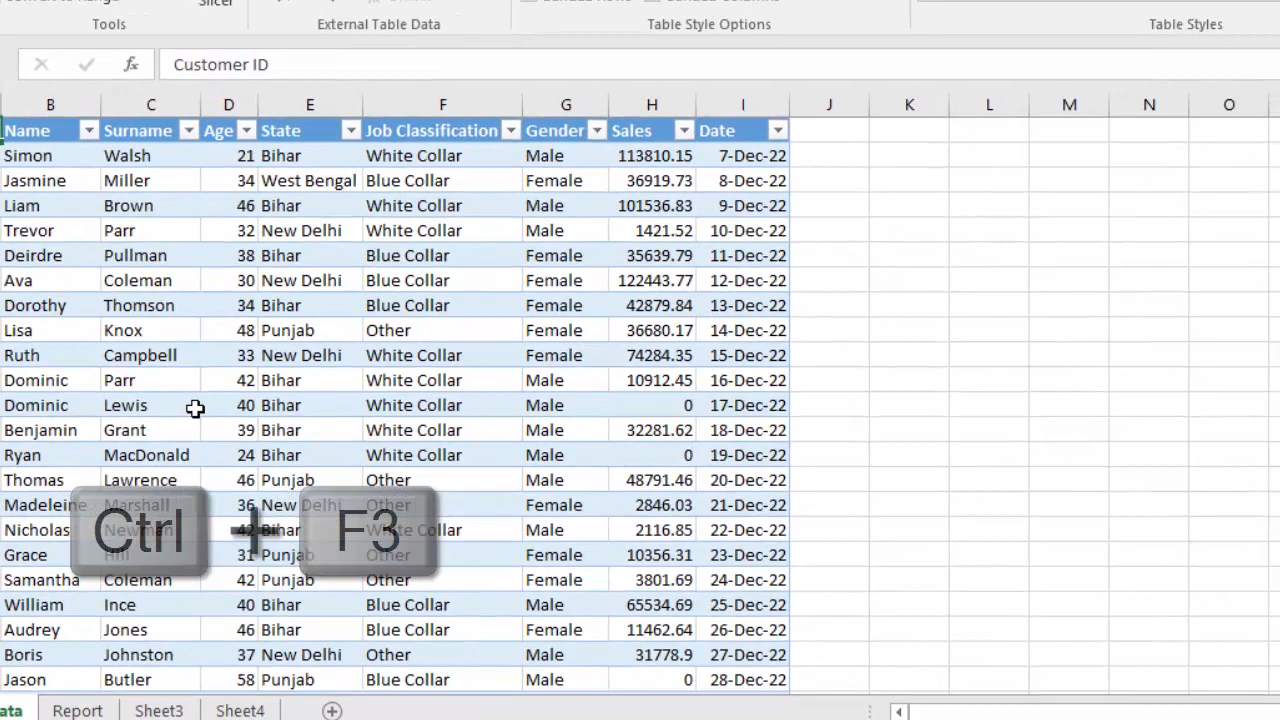 Slicer
Tools External Table Data Table Style Options Table Styles
fx Customer ID
B C D E F G H I J K L M N O
Name Surname Age State Job Classification Gender Sales Date
Simon Walsh 21 Bihar White Collar Male 113810.15 7-Dec-22
Jasmine Miller 34 West Bengal Blue Collar Female 36919.73 8-Dec-22
Liam Brown 46 Bihar White Collar Male 101536.83 9-Dec-22
Trevor Parr 32 New Delhi White Collar Male 1421.52 10-Dec-22
Deirdre Pullman 38 Bihar Blue Collar Female 35639.79 11-Dec-22
Ava Coleman 30 New Delhi Blue Collar Female 122443.77 12-Dec-22
Dorothy Thomson 34 Bihar Blue Collar Female 42879.84 13-Dec-22
Lisa Knox 48 Punjab Other Female 36680.17 14-Dec-22
Ruth Campbell 33 New Delhi White Collar Female 74284.35 15-Dec-22
Dominic Parr 42 Bihar White Collar Male 10912.45 16-Dec-22
Dominic Lewis 40 Bihar White Collar Male 0 17-Dec-22
Benjamin Grant 39 Bihar White Collar Male 32281.62 18-Dec-22
Ryan MacDonald 24 Bihar White Collar Male 0 19-Dec-22
Thomas Lawrence 46 Punjab Other Male 48791.46 20-Dec-22
Madeleine Marshall 36 New Delhi Other Female 2846.03 21-Dec-22
Nicholas Newman 42 Bihar White Collar Male 2116.85 22-Dec-22
Ctrl + F3
Grace Hill 31 Punjab Other Female 10356.31 23-Dec-22
Samantha Coleman 42 Punjab Other Female 3801.69 24-Dec-22
William Ince 40 Bihar Blue Collar Male 65534.69 25-Dec-22
Audrey Jones 46 Bihar Blue Collar Female 11462.64 26-Dec-22
Boris Johnston 37 New Delhi Other Male 31778.9 27-Dec-22
Jason Butler 58 Punjab Blue Collar Male 0 28-Dec-22
ata Report Sheet3 Sheet4